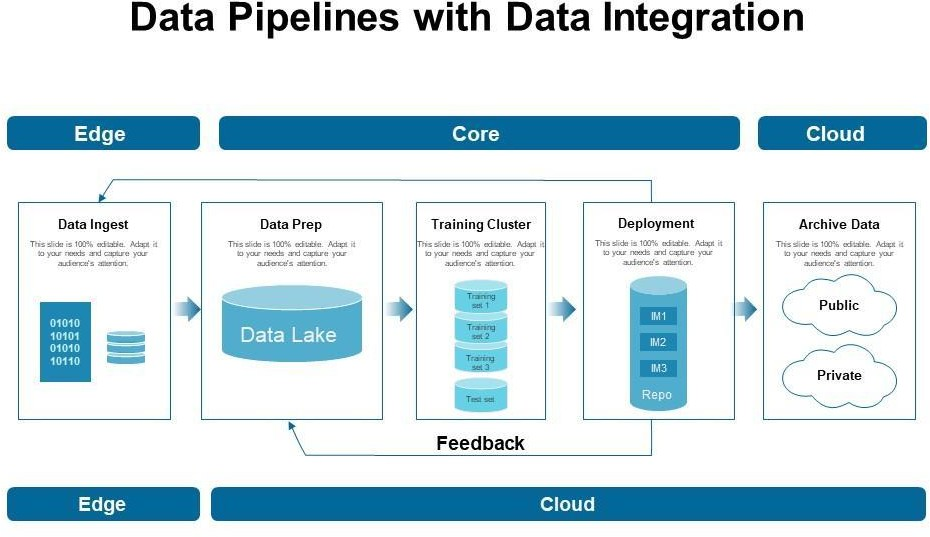 Data Pipelines with Data Integration
Edge
Core
Cloud
Data Ingest
This slide is 100% editable. Adapt it
to your needs and capture your
audience's attention.
01010
10101
01010
10110
Data Prep
This slide is 100% editable. Adapt it
to your needs and capture your
audience's attention.
Data Lake
Training Cluster
This slide is 100% editable. Adapt it
to your needs and capture your
audience's attention.
Training
set 1
Training
set 2
Training
set 3
Test set
Deployment
This slide is 100% editable. Adapt it
to your needs and capture your
audience's attention.
IM1
IM2
IM3
Repo
Archive Data
This slide is 100% editable. Adapt it
to your needs and capture your
audience's attention.
Public
Private
Feedback
Edge
Cloud